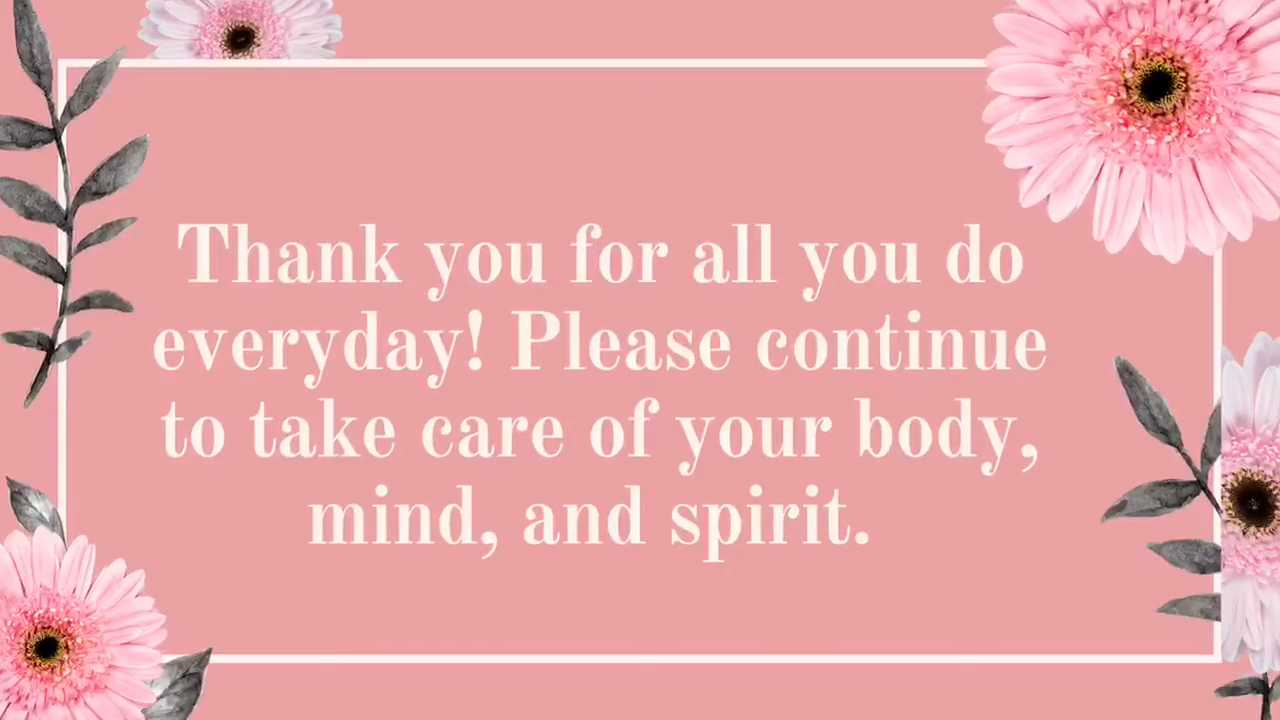 Thank you for all you do
everyday! Please continue
to take care of your body,
mind, and spirit.